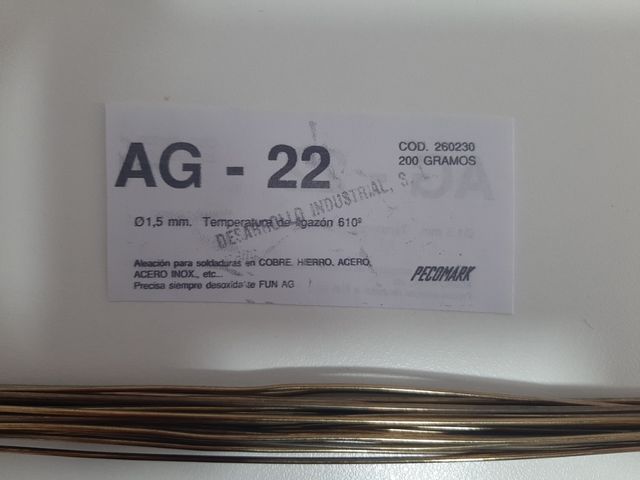 AG - 22
COD. 260230
200 GRAMOS
Ø1,5 mm. Temperatura de ligazón 610º
DESARROLLO INDUSTRIAL, S.
Aleación para soldaduras en COBRE, HIERRO, ACERO,
ACERO INOX., etc...
Precisa siempre desoxidante FUN AG
PECOMARK